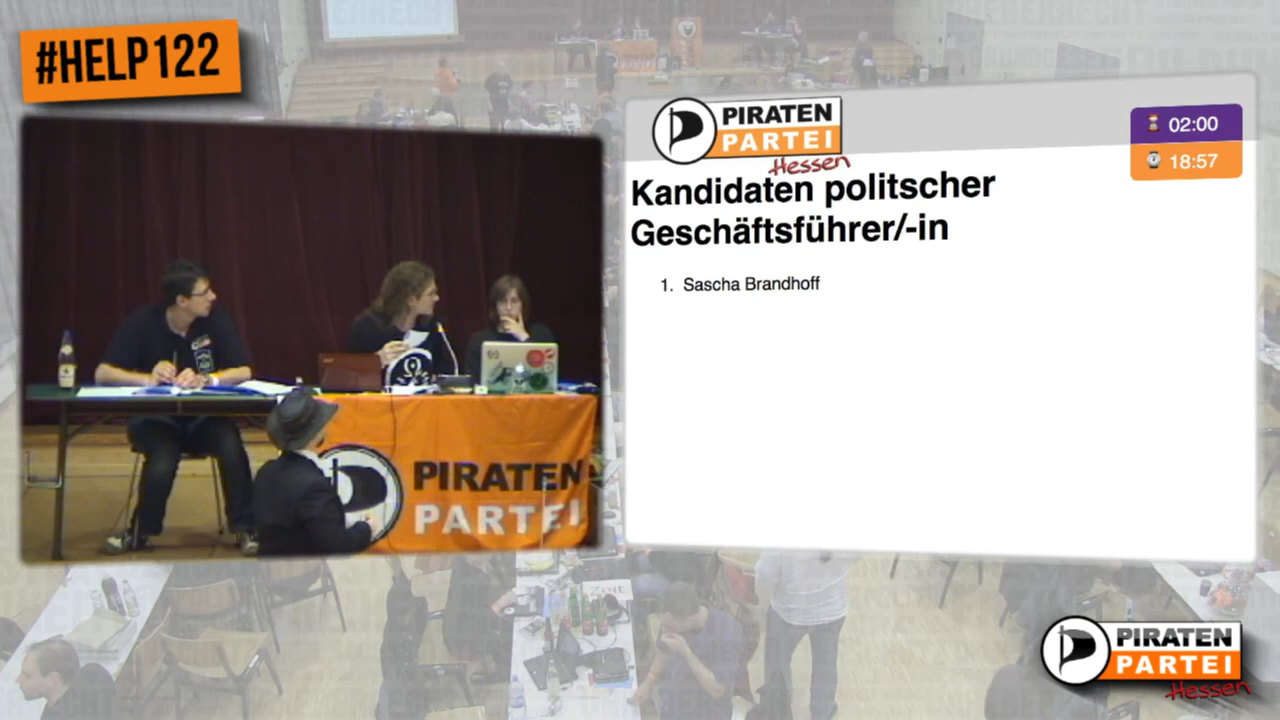 #HELP122
PIRATEN
PARTEI
Hessen
02:00
18:57
Kandidaten politscher
Geschäftsführer/-in
1. Sascha Brandhoff
PIRATEN
PARTEI
Zeit
PIRATEN
PARTEI
Hessen